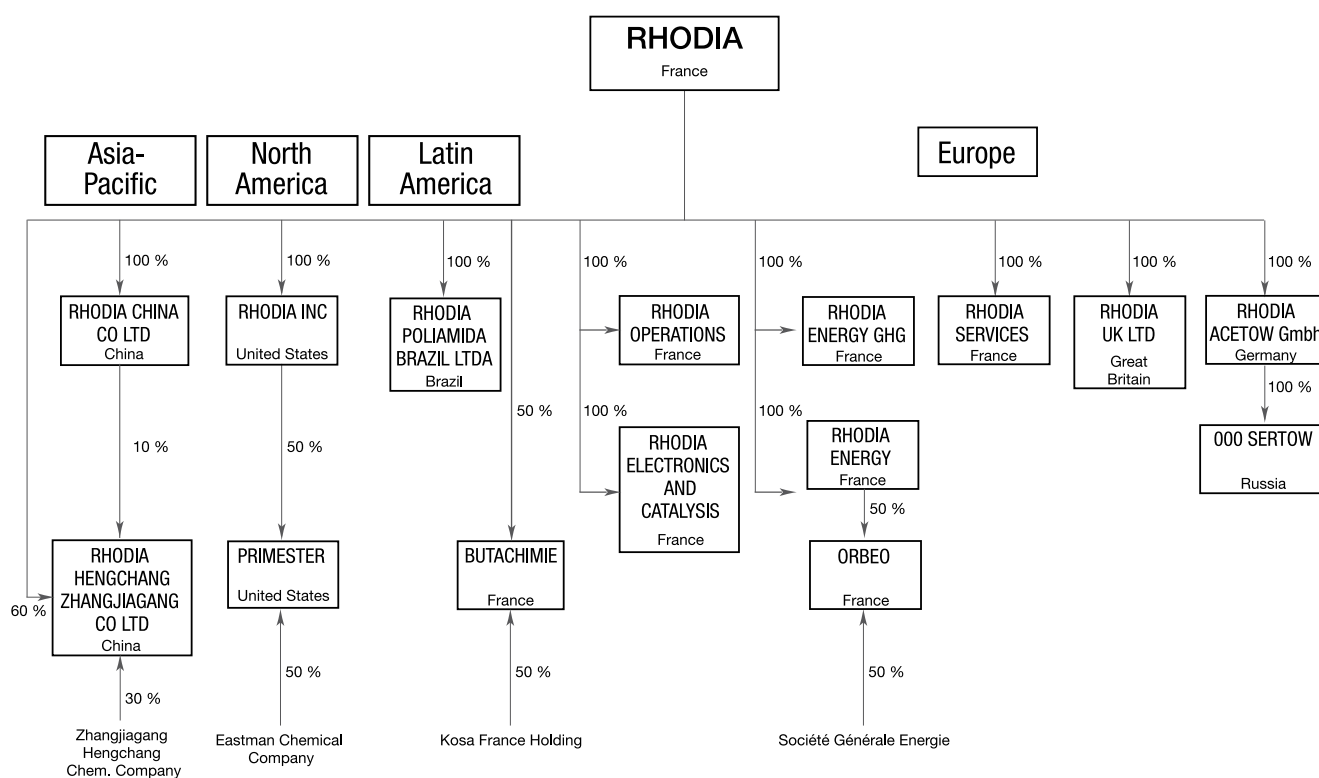 RHODIA
France
Asia-
Pacific
North
America
Latin
America
Europe
100 %
100 %
100 %
100 %
100 %
100 %
100 %
100 %
RHODIA CHINA
CO LTD
China
RHODIA INC
United States
RHODIA
POLIAMIDA
BRAZIL LTDA
Brazil
RHODIA
OPERATIONS
France
RHODIA
ENERGY GHG
France
RHODIA
SERVICES
France
RHODIA
UK LTD
Great
Britain
RHODIA
ACETOW Gmbh
Germany
100 %
10 %
50 %
50 %
100 %
100 %
RHODIA
ELECTRONICS
AND
CATALYSIS
France
RHODIA
ENERGY
France
OOO SERTOW
Russia
50 %
60 %
RHODIA
HENGCHANG
ZHANGJIAGANG
CO LTD
China
PRIMESTER
United States
BUTACHIMIE
France
ORBEO
France
30 %
50 %
50 %
50 %
Zhangjiagang
Hengchang
Chem. Company
Eastman Chemical
Company
Kosa France Holding
Société Générale Energie